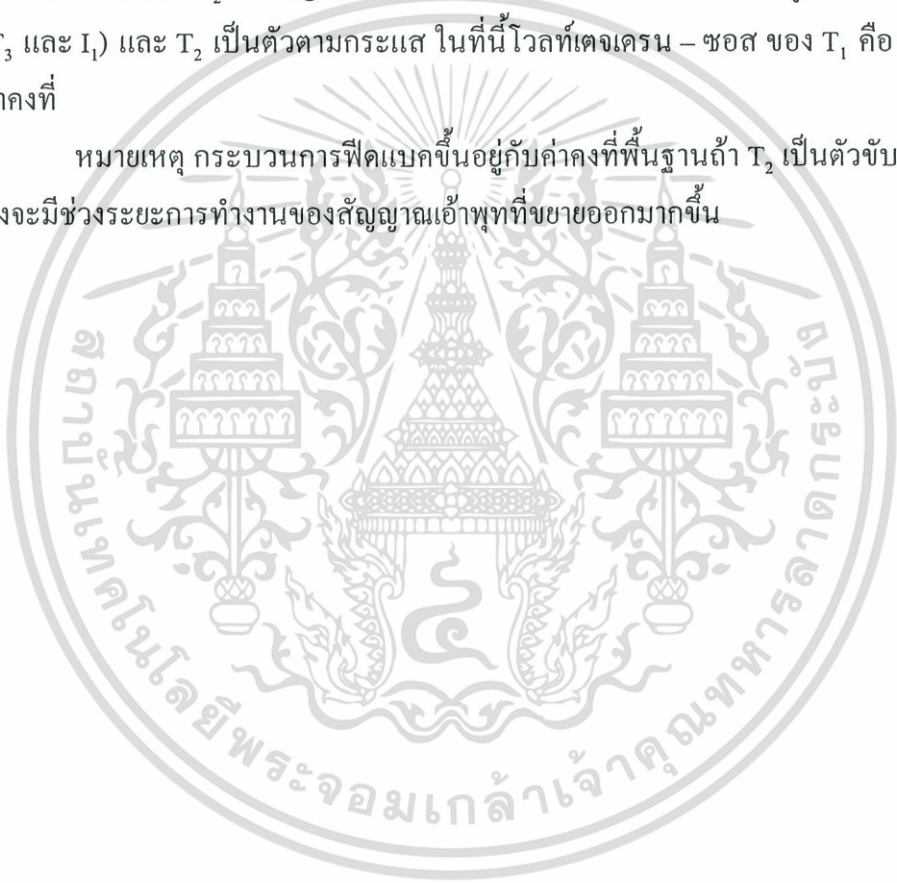 T₃ และ I₁) และ T₂ เป็นตัวตามกระแส ในที่นี้โวลท์เตจเครน – ซอส ของ T₁ คือ
าคงที่
หมายเหตุ กระบวนการฟีดแบคขึ้นอยู่กับค่าคงที่พื้นฐานถ้า T₂ เป็นตัวขับ
งจะมีช่วงระยะการทำงานของสัญญาณเอ้าพุทที่ขยายออกมากขึ้น
สถาบันเทคโนโลยีพระจอมเกล้าเจ้าคุณทหารลาดกระบัง